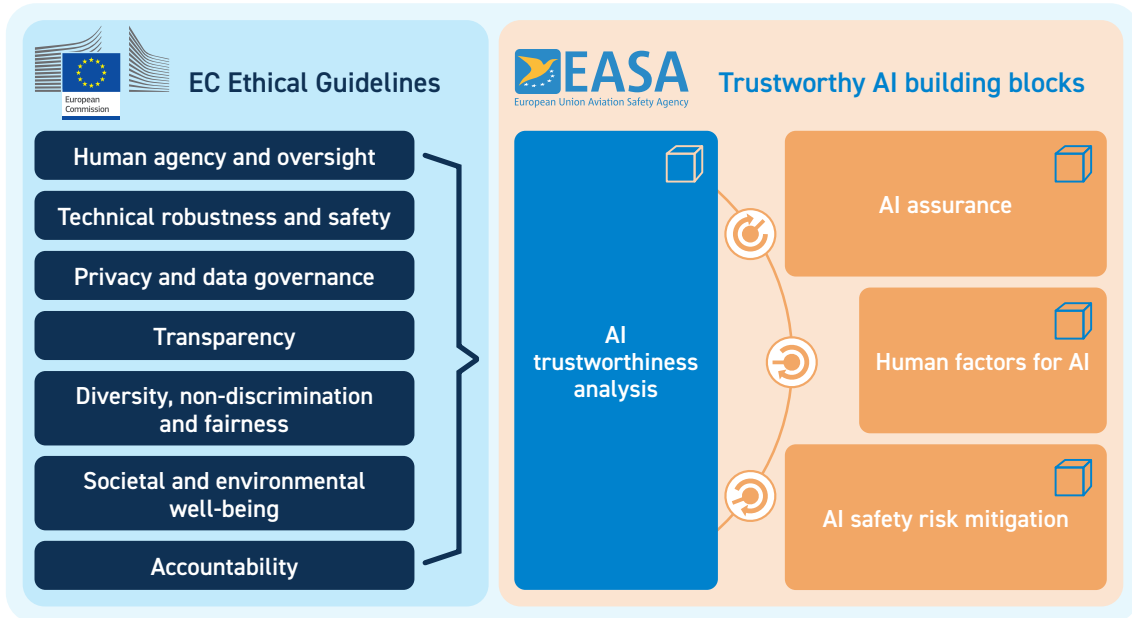 European
Commission
EC Ethical Guidelines
Human agency and oversight
Technical robustness and safety
Privacy and data governance
Transparency
Diversity, non-discrimination
and fairness
Societal and environmental
well-being
Accountability
EASA
European Union Aviation Safety Agency
Trustworthy AI building blocks
AI
trustworthiness
analysis
AI assurance
Human factors for AI
AI safety risk mitigation